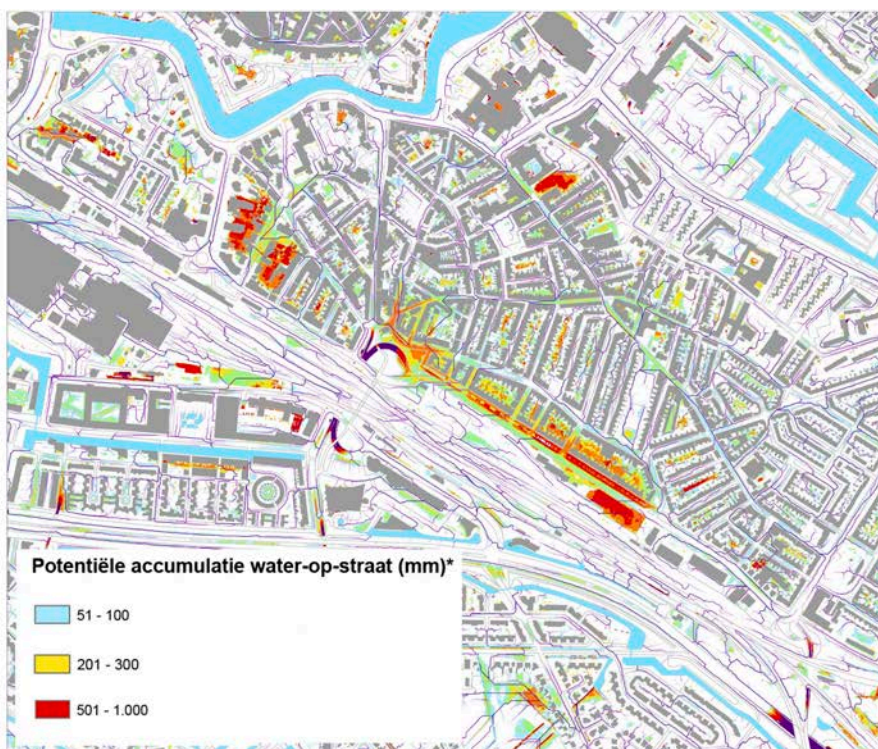 Potentiële accumulatie water-op-straat (mm)*
51 - 100
201 - 300
501 - 1.000